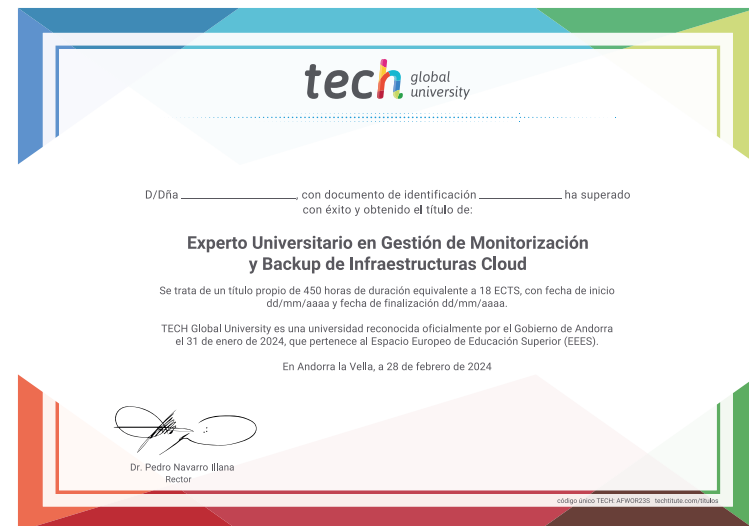 tech global university
D/Dña ____________________, con documento de identificación ______________ ha superado
con éxito y obtenido el título de:
Experto Universitario en Gestión de Monitorización
y Backup de Infraestructuras Cloud
Se trata de un título propio de 450 horas de duración equivalente a 18 ECTS, con fecha de inicio
dd/mm/aaaa y fecha de finalización dd/mm/aaaa.
TECH Global University es una universidad reconocida oficialmente por el Gobierno de Andorra
el 31 de enero de 2024, que pertenece al Espacio Europeo de Educación Superior (EEES).
En Andorra la Vella, a 28 de febrero de 2024
Dr. Pedro Navarro Illana
Rector
código único TECH: AFWOR23S techtitute.com/titulos